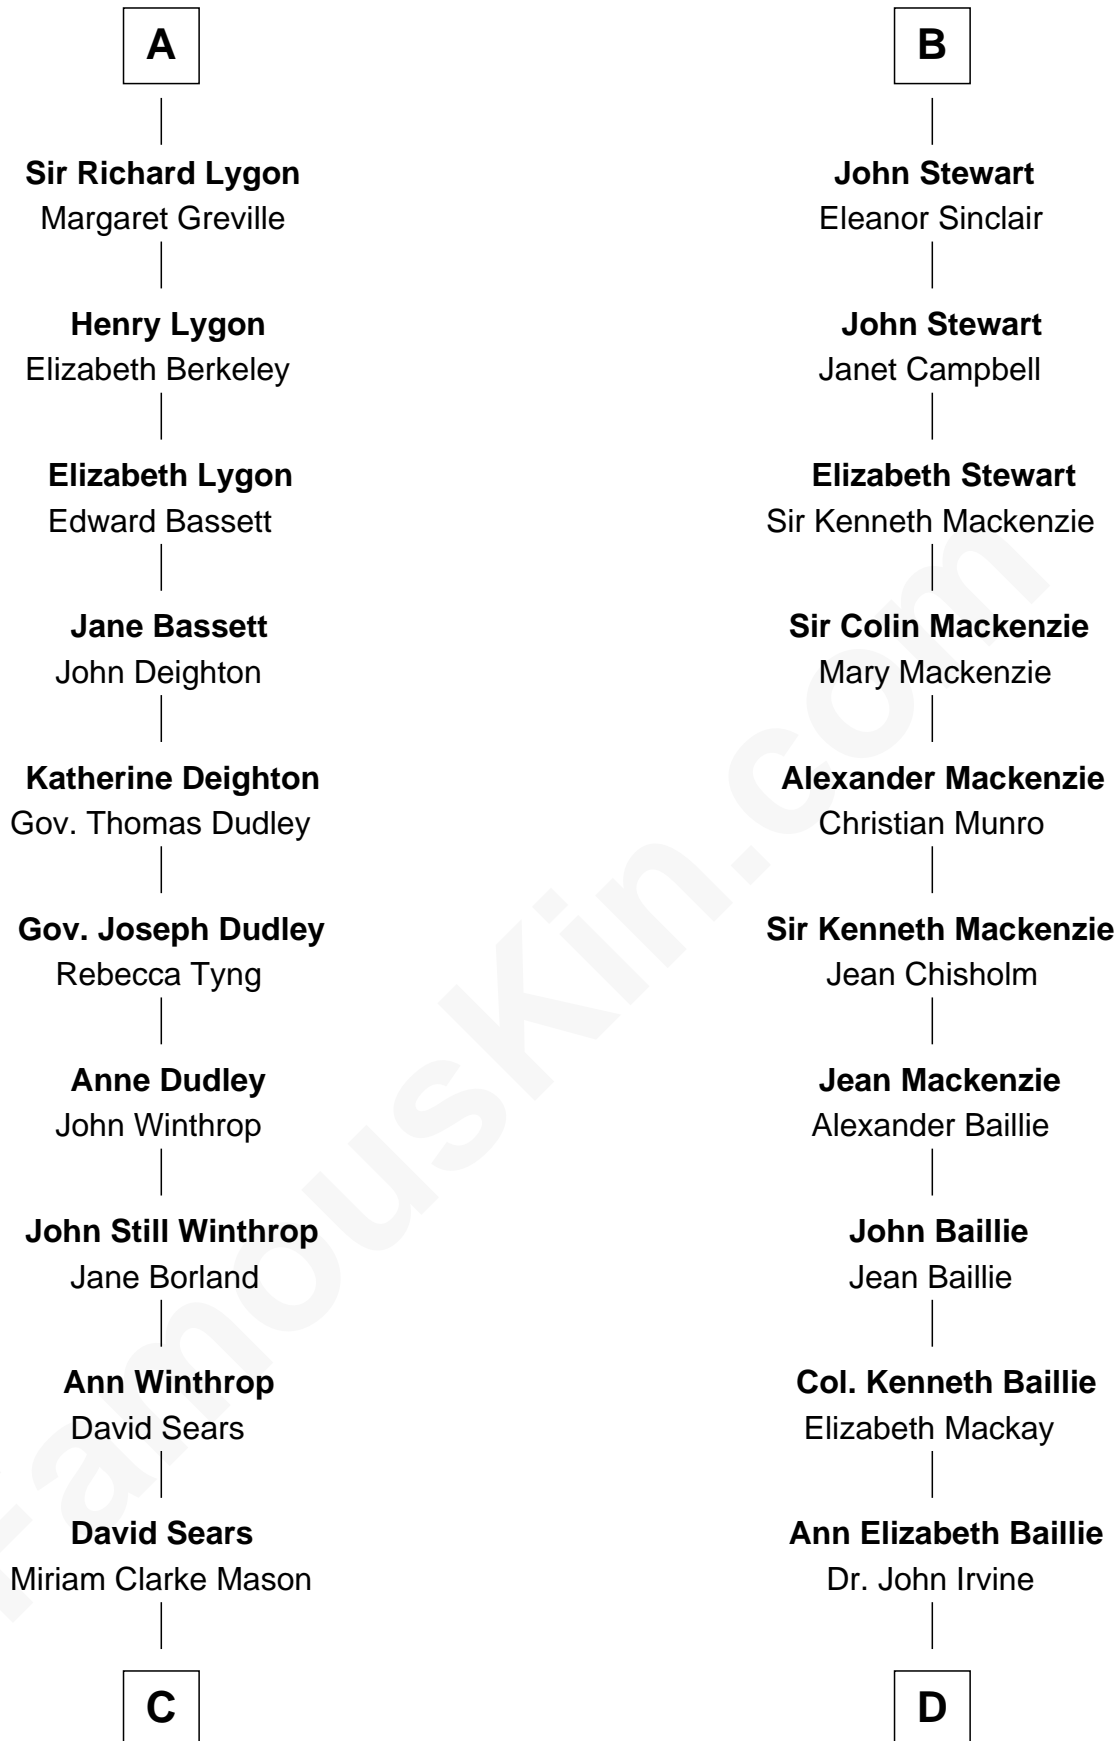 A
Sir Richard Lygon
Margaret Greville
Henry Lygon
Elizabeth Berkeley
Elizabeth Lygon
Edward Bassett
Jane Bassett
John Deighton
Katherine Deighton
Gov. Thomas Dudley
Gov. Joseph Dudley
Rebecca Tyng
Anne Dudley
John Winthrop
John Still Winthrop
Jane Borland
Ann Winthrop
David Sears
David Sears
Miriam Clarke Mason
C
B
John Stewart
Eleanor Sinclair
John Stewart
Janet Campbell
Elizabeth Stewart
Sir Kenneth Mackenzie
Sir Colin Mackenzie
Mary Mackenzie
Alexander Mackenzie
Christian Munro
Sir Kenneth Mackenzie
Jean Chisholm
Jean Mackenzie
Alexander Baillie
John Baillie
Jean Baillie
Col. Kenneth Baillie
Elizabeth Mackay
Ann Elizabeth Baillie
Dr. John Irvine
D
FamousKin.com